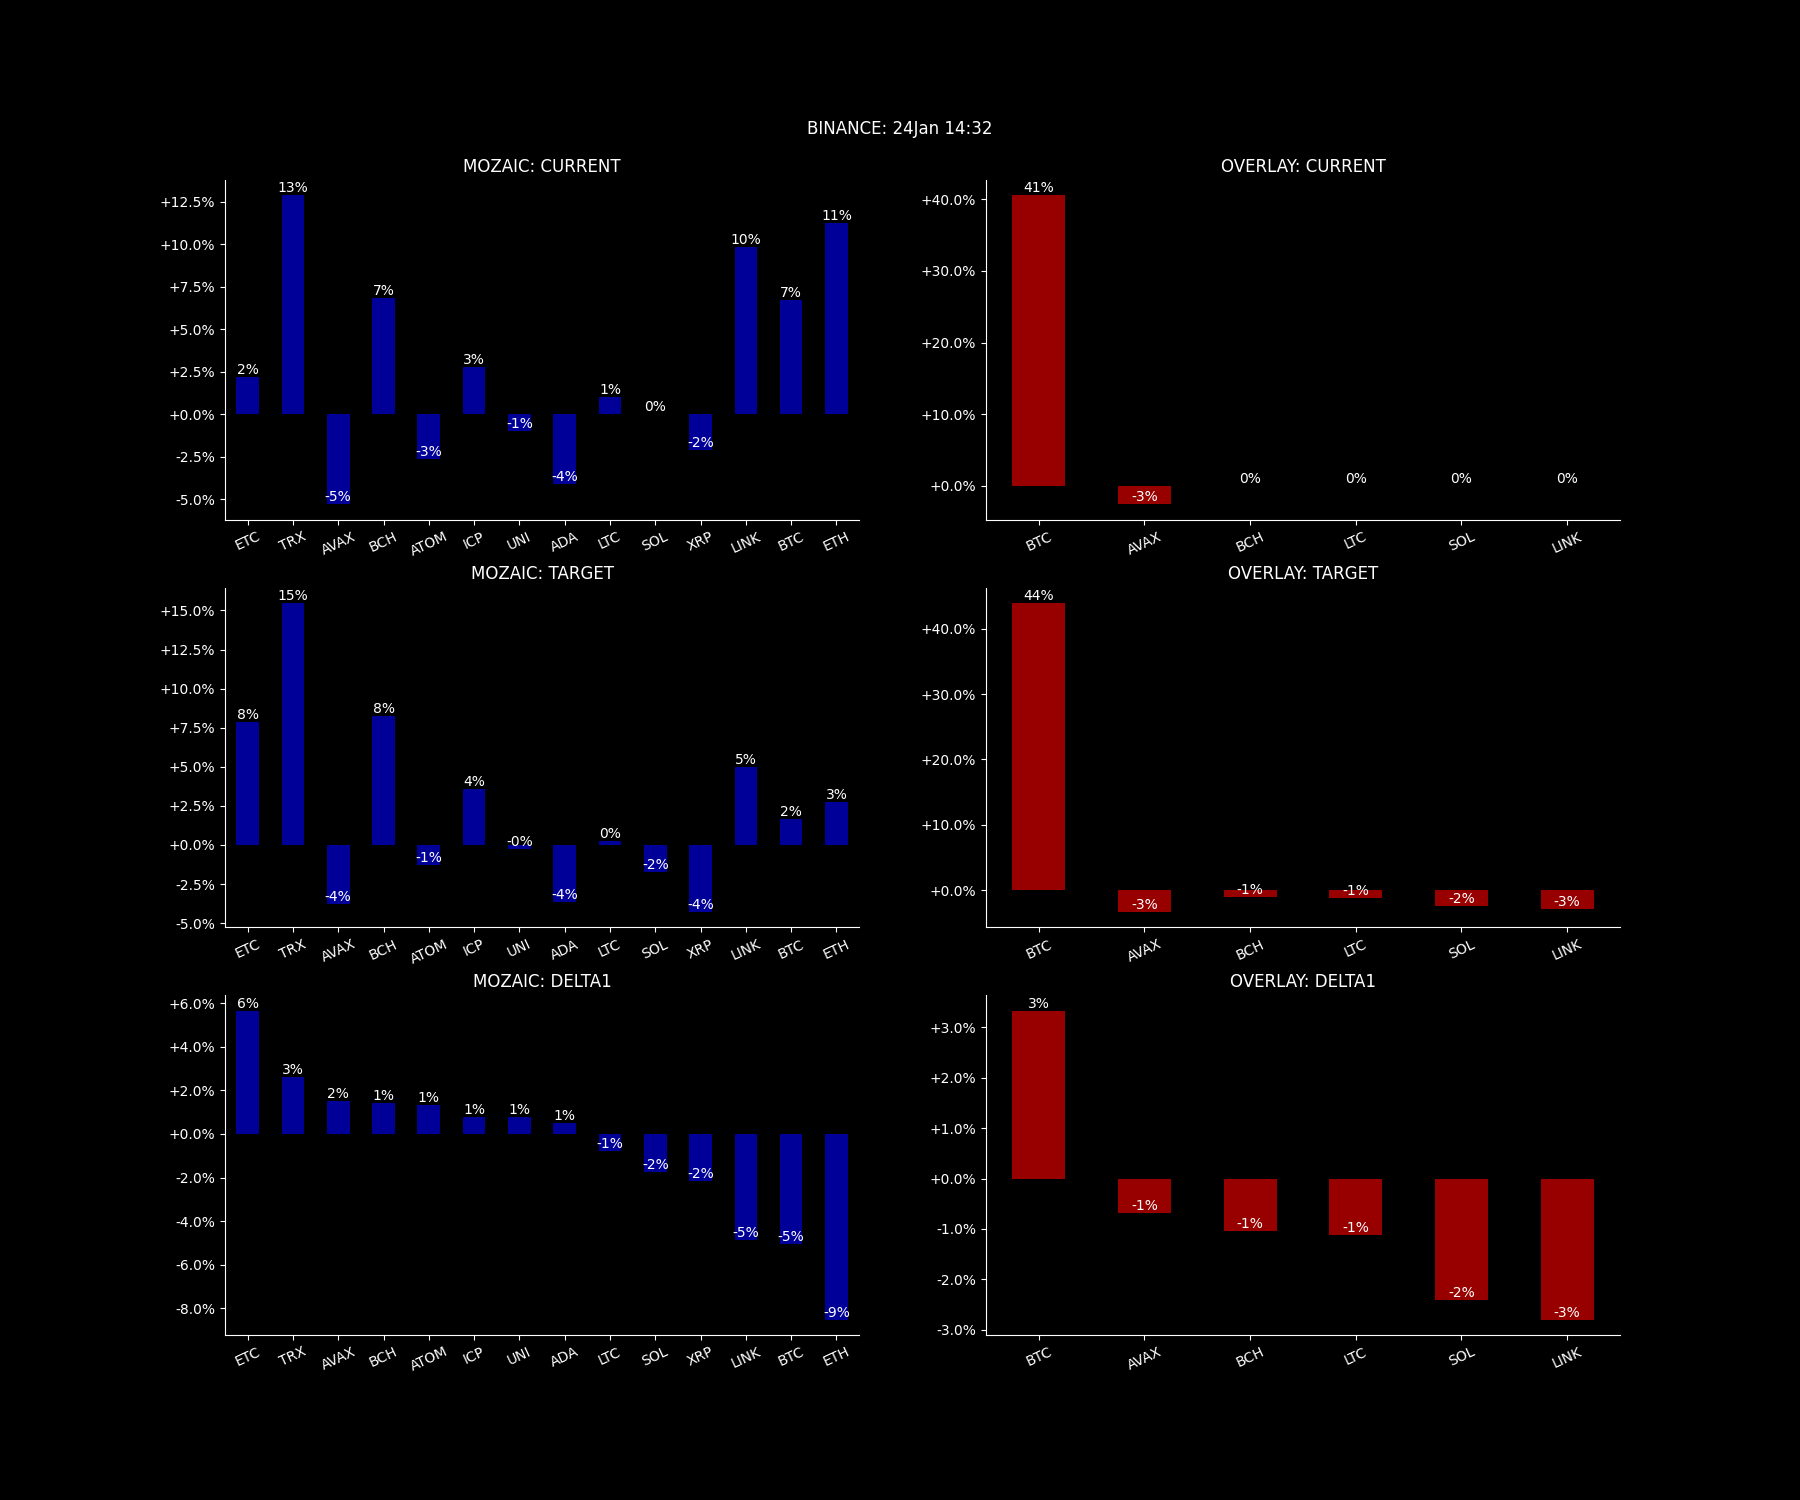 BINANCE: 24Jan 14:32
MOZAIC: CURRENT
+12.5%
+10.0%
+7.5%
+5.0%
+2.5%
+0.0%
-2.5%
-5.0%
2% 13% -5% 7% -3% 3% -1% -4% 1% 0% -2% 10% 7% 11%
ETC TRX AVAX BCH ATOM ICP UNI ADA LTC SOL XRP LINK BTC ETH
OVERLAY: CURRENT
+40.0%
+30.0%
+20.0%
+10.0%
+0.0%
41% -3% 0% 0% 0% 0%
BTC AVAX BCH LTC SOL LINK
MOZAIC: TARGET
+15.0%
+12.5%
+10.0%
+7.5%
+5.0%
+2.5%
+0.0%
-2.5%
-5.0%
8% 15% -4% 8% -1% 4% -0% -4% 0% -2% -4% 5% 2% 3%
ETC TRX AVAX BCH ATOM ICP UNI ADA LTC SOL XRP LINK BTC ETH
OVERLAY: TARGET
+40.0%
+30.0%
+20.0%
+10.0%
+0.0%
44% -3% -1% -1% -2% -3%
BTC AVAX BCH LTC SOL LINK
MOZAIC: DELTA1
+6.0%
+4.0%
+2.0%
+0.0%
-2.0%
-4.0%
-6.0%
-8.0%
6% 3% 2% 1% 1% 1% 1% 1% -1% -2% -2% -5% -5% -9%
ETC TRX AVAX BCH ATOM ICP UNI ADA LTC SOL XRP LINK BTC ETH
OVERLAY: DELTA1
+3.0%
+2.0%
+1.0%
+0.0%
-1.0%
-2.0%
-3.0%
3% -1% -1% -1% -2% -3%
BTC AVAX BCH LTC SOL LINK